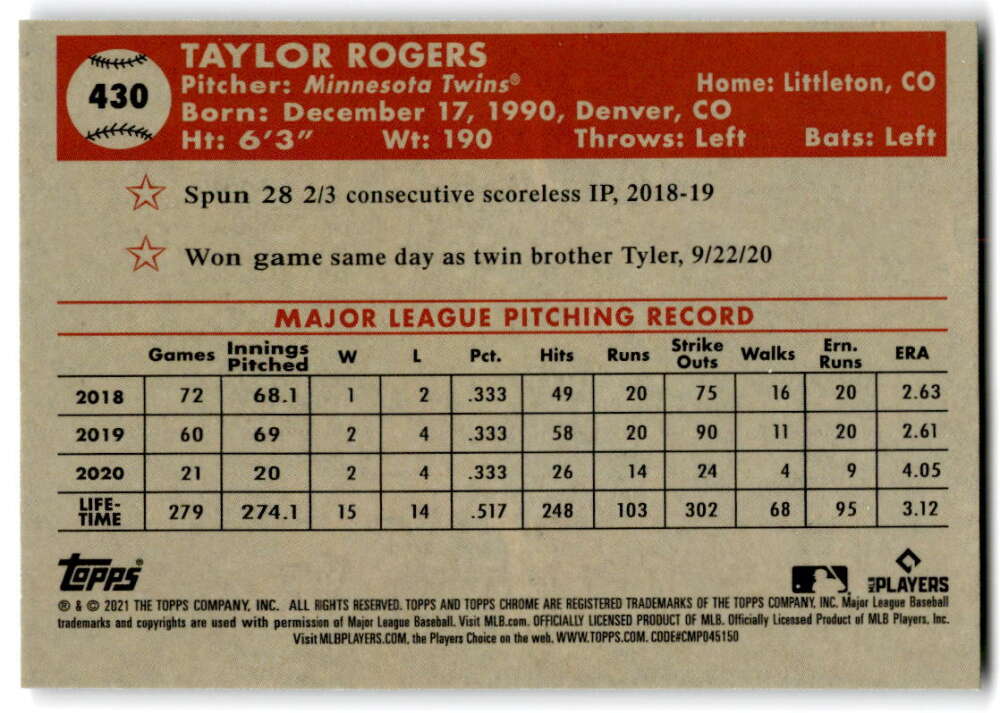 430
TAYLOR ROGERS
Pitcher: Minnesota Twins® Home: Littleton, CO
Born: December 17, 1990, Denver, CO
Ht: 6'3" Wt: 190 Throws: Left Bats: Left
Spun 28 2/3 consecutive scoreless IP, 2018-19
Won game same day as twin brother Tyler, 9/22/20
MAJOR LEAGUE PITCHING RECORD
Games Innings Pitched W L Pct. Hits Runs Strike Outs Walks Ern. Runs ERA
2018 72 68.1 1 2 .333 49 20 75 16 20 2.63
2019 60 69 2 4 .333 58 20 90 11 20 2.61
2020 21 20 2 4 .333 26 14 24 4 9 4.05
LIFE-TIME 279 274.1 15 14 .517 248 103 302 68 95 3.12
Topps® MLB PLAYERS
® & © 2021 THE TOPPS COMPANY, INC. ALL RIGHTS RESERVED. TOPPS AND TOPPS CHROME ARE REGISTERED TRADEMARKS OF THE TOPPS COMPANY, INC. Major League Baseball
trademarks and copyrights are used with permission of Major League Baseball. Visit MLB.com. OFFICIALLY LICENSED PRODUCT OF MLB. Officially Licensed Product of MLB Players, Inc.
Visit MLBPLAYERS.COM, the Players Choice on the web. WWW.TOPPS.COM. CODE#CMP045150